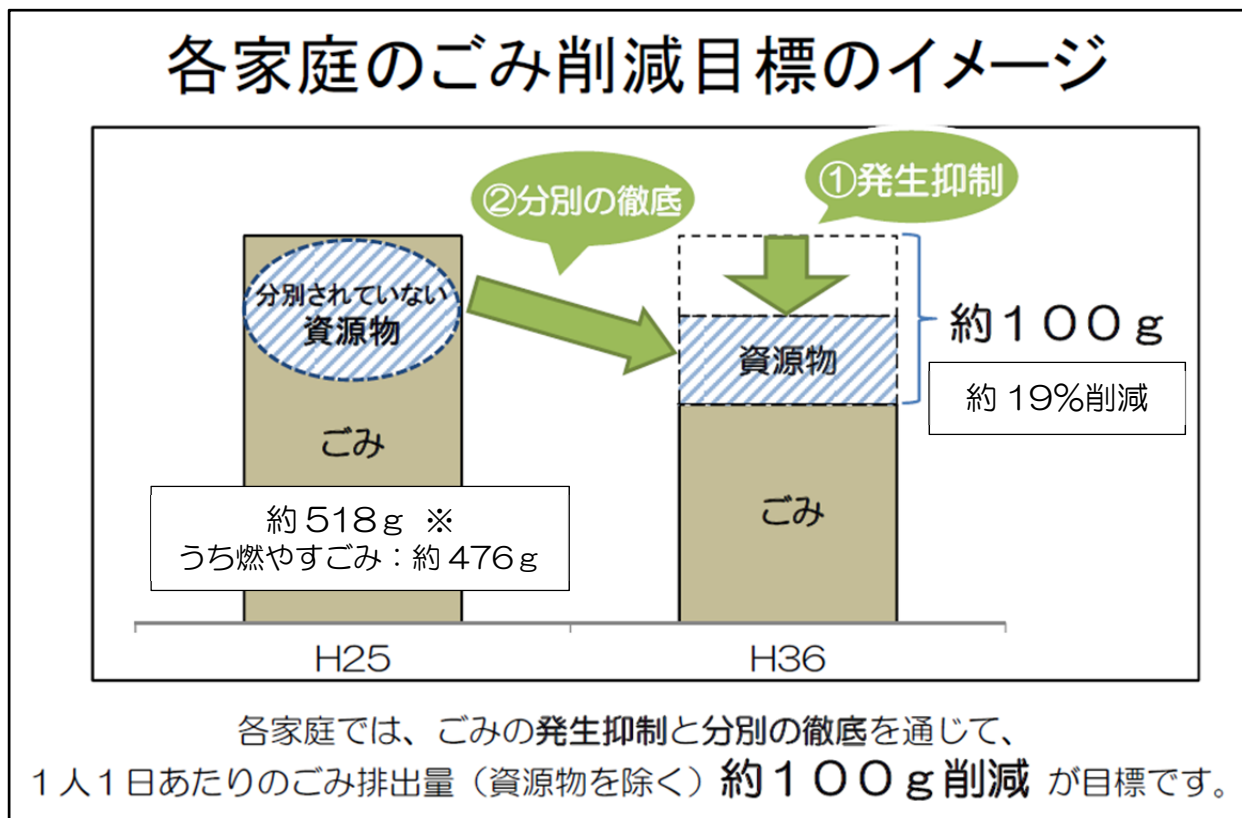 各家庭のごみ削減目標のイメージ
①発生抑制
②分別の徹底
分別されていない
資源物
資源物
約１００ｇ
約 19%削減
ごみ
ごみ
約 518ｇ ※
うち燃やすごみ：約 476ｇ
H25
H36
各家庭では、ごみの発生抑制と分別の徹底を通じて、
１人１日あたりのごみ排出量（資源物を除く）約１００ｇ削減 が目標です。